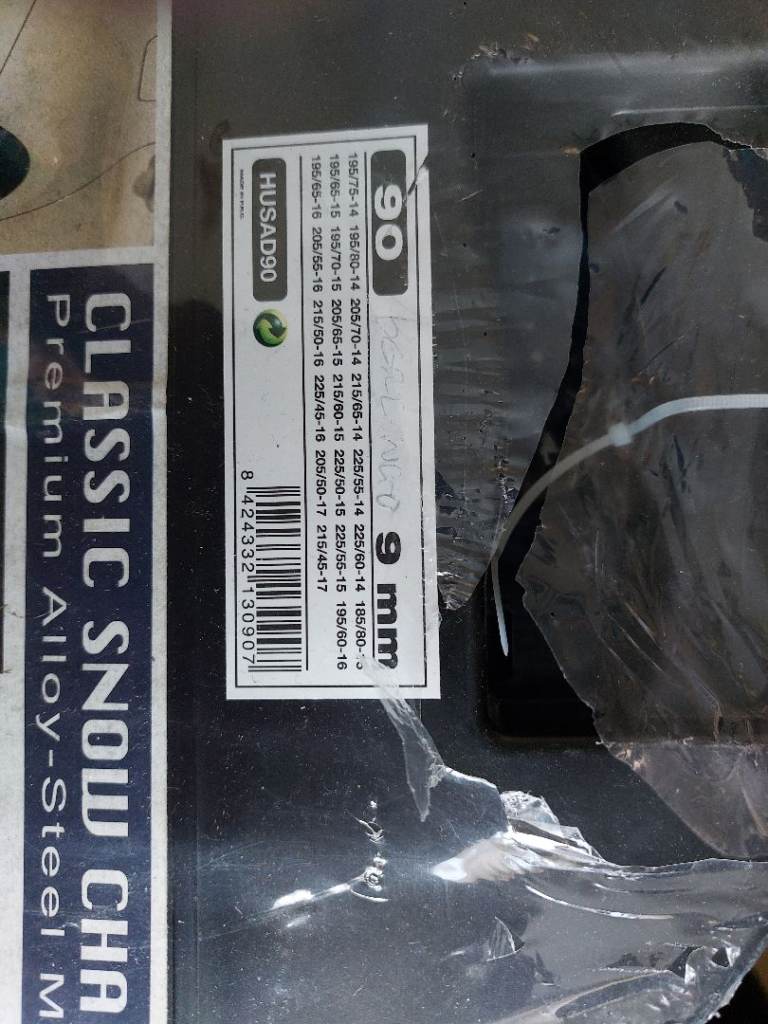 90 9 mm
195/75-14 195/80-14 205/70-14 215/65-14 225/55-14 225/60-14
195/65-15 195/70-15 205/65-15 215/60-15 225/50-15 225/55-15 195/60-16
195/65-16 205/55-16 215/50-16 225/45-16 205/50-17 215/45-17
HUSAD90
MADE IN P.R.C.
8 424332 130907
CLASSIC SNOW CHA
Premium Alloy-Steel M